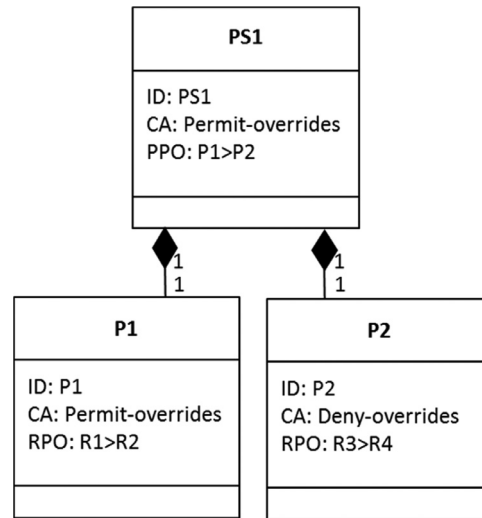 PS1
ID: PS1
CA: Permit-overrides
PPO: P1>P2
1
1
1
1
P1
ID: P1
CA: Permit-overrides
RPO: R1>R2
P2
ID: P2
CA: Deny-overrides
RPO: R3>R4